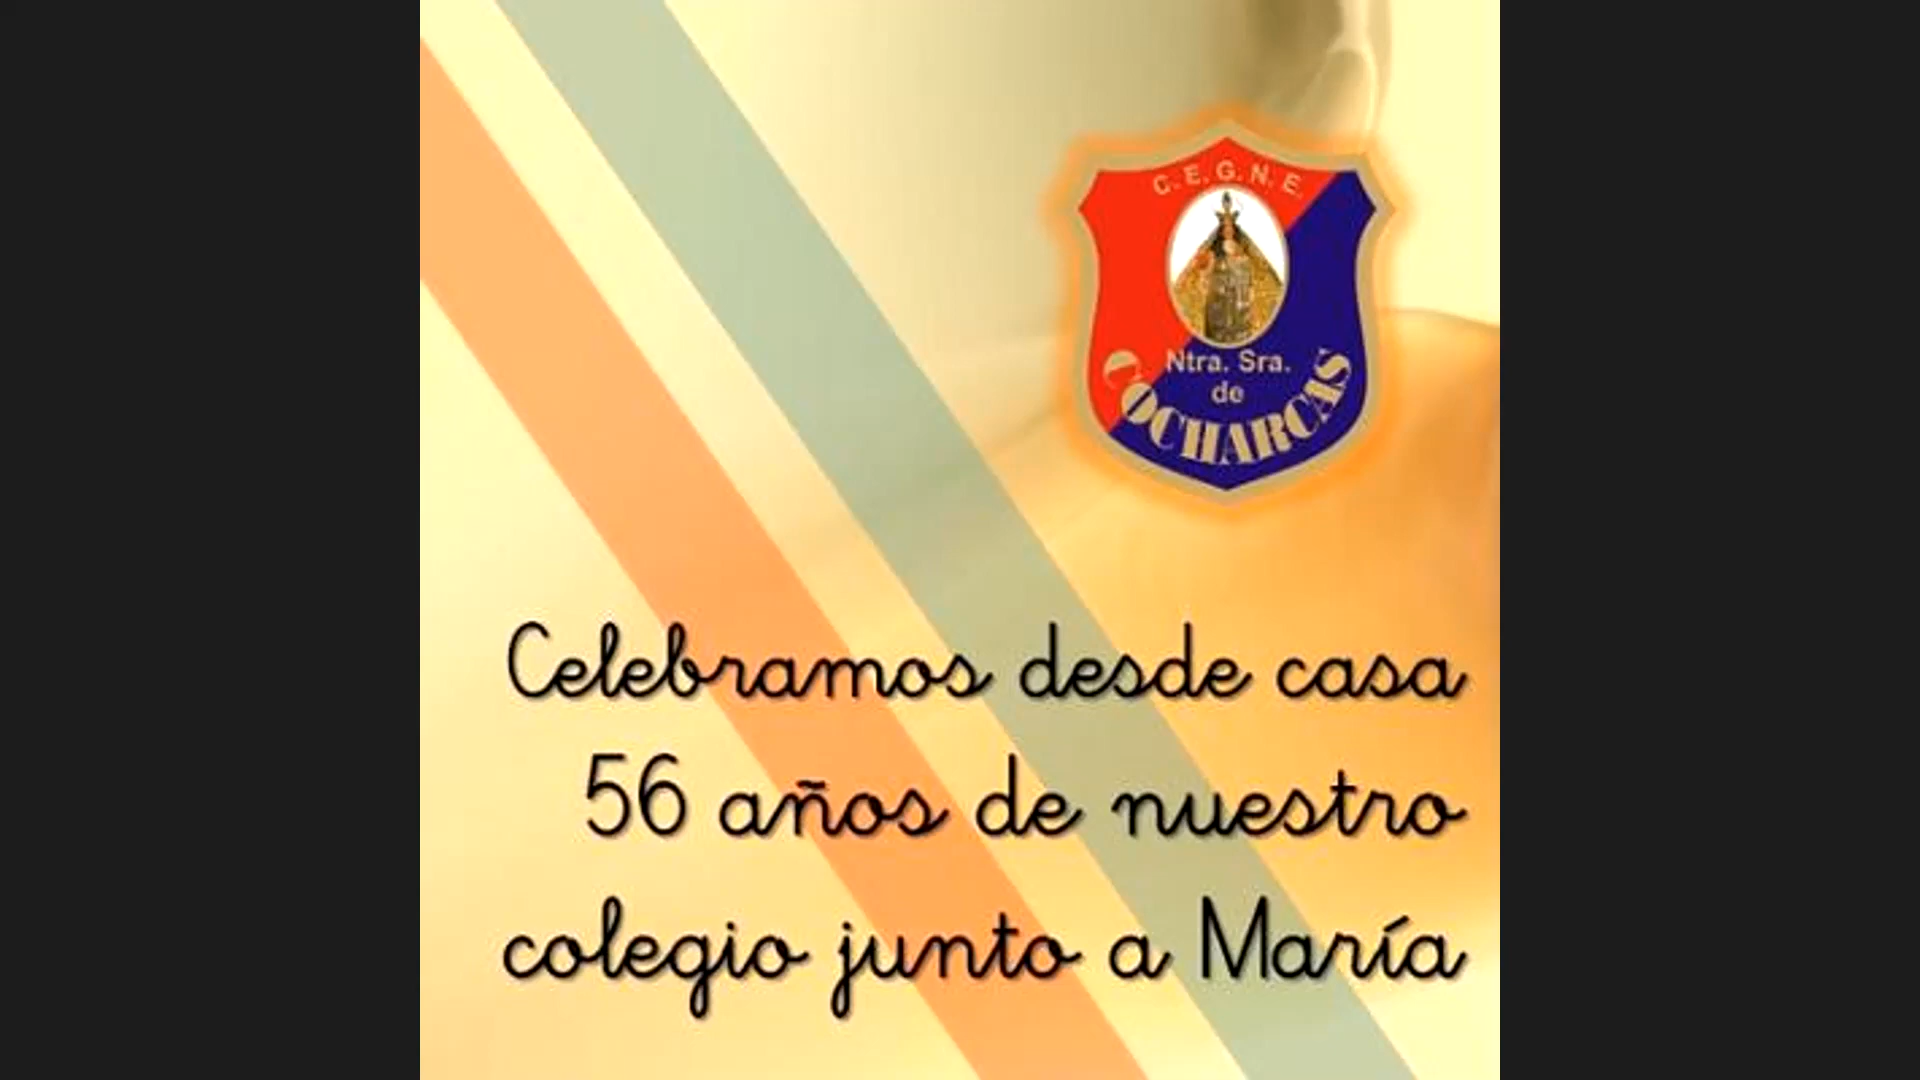 C. E. G. N. E.
Ntra. Sra.
de
COCHARCAS
Celebramos desde casa
56 años de nuestro
colegio junto a María